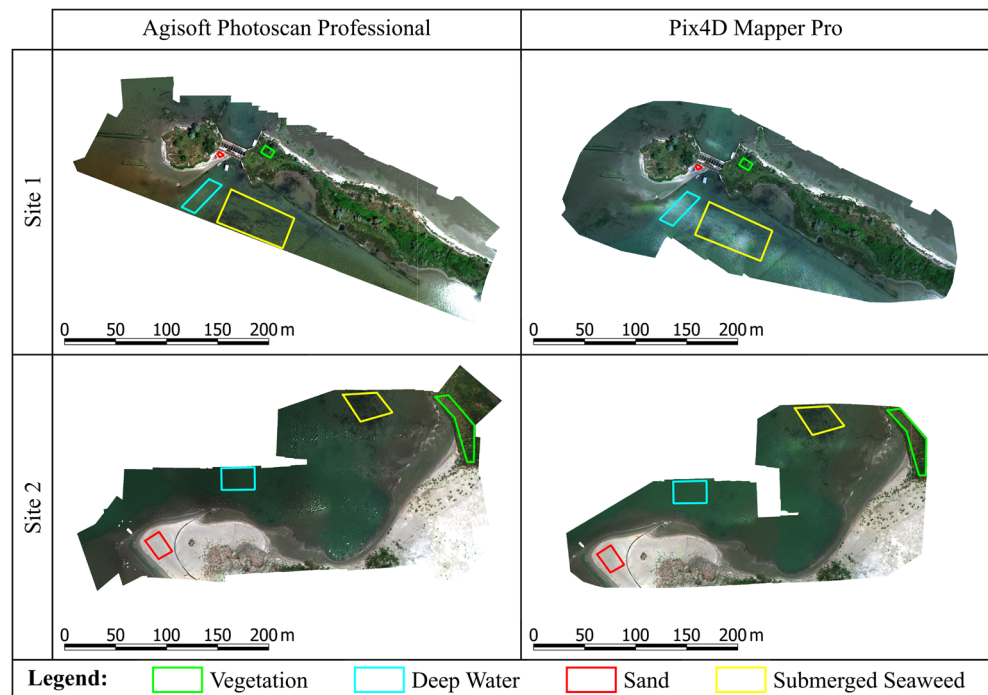 Agisoft Photoscan Professional
Pix4D Mapper Pro
Site 1
0 50 100 150 200 m
0 50 100 150 200 m
Site 2
0 50 100 150 200 m
0 50 100 150 200 m
Legend: Vegetation Deep Water Sand Submerged Seaweed